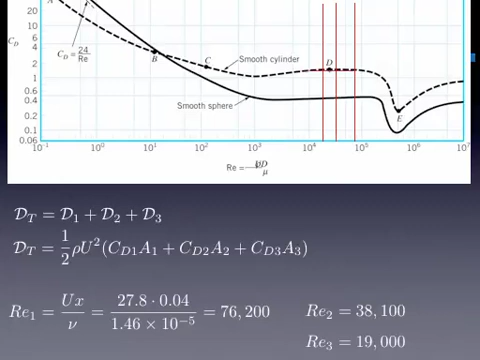 A
20
10
6
4
2
1
0.6
0.4
0.2
0.1
0.06
C_D
C_D = 24/Re
B
C
D
E
Smooth cylinder
Smooth sphere
10^-1 10^0 10^1 10^2 10^3 10^4 10^5 10^6 10^7
Re =
μ
𝒟_T = 𝒟_1 + 𝒟_2 + 𝒟_3
𝒟_T = 1/2 ρU^2(C_D1 A_1 + C_D2 A_2 + C_D3 A_3)
Re_1 = Ux/ν = 27.8 · 0.04 / 1.46 × 10^-5 = 76,200 Re_2 = 38,100
Re_3 = 19,000